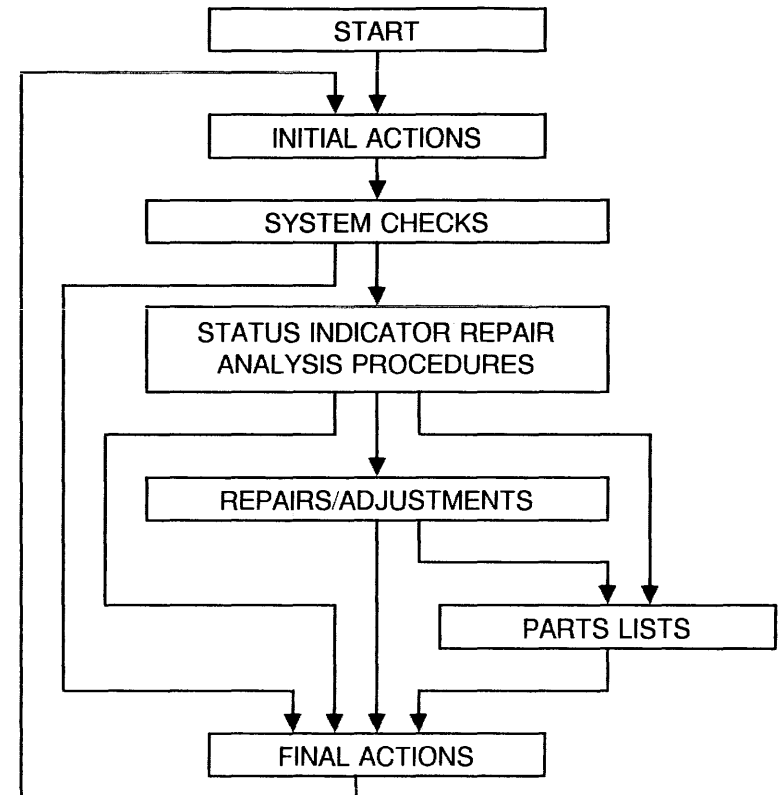 START
INITIAL ACTIONS
SYSTEM CHECKS
STATUS INDICATOR REPAIR
ANALYSIS PROCEDURES
REPAIRS/ADJUSTMENTS
PARTS LISTS
FINAL ACTIONS